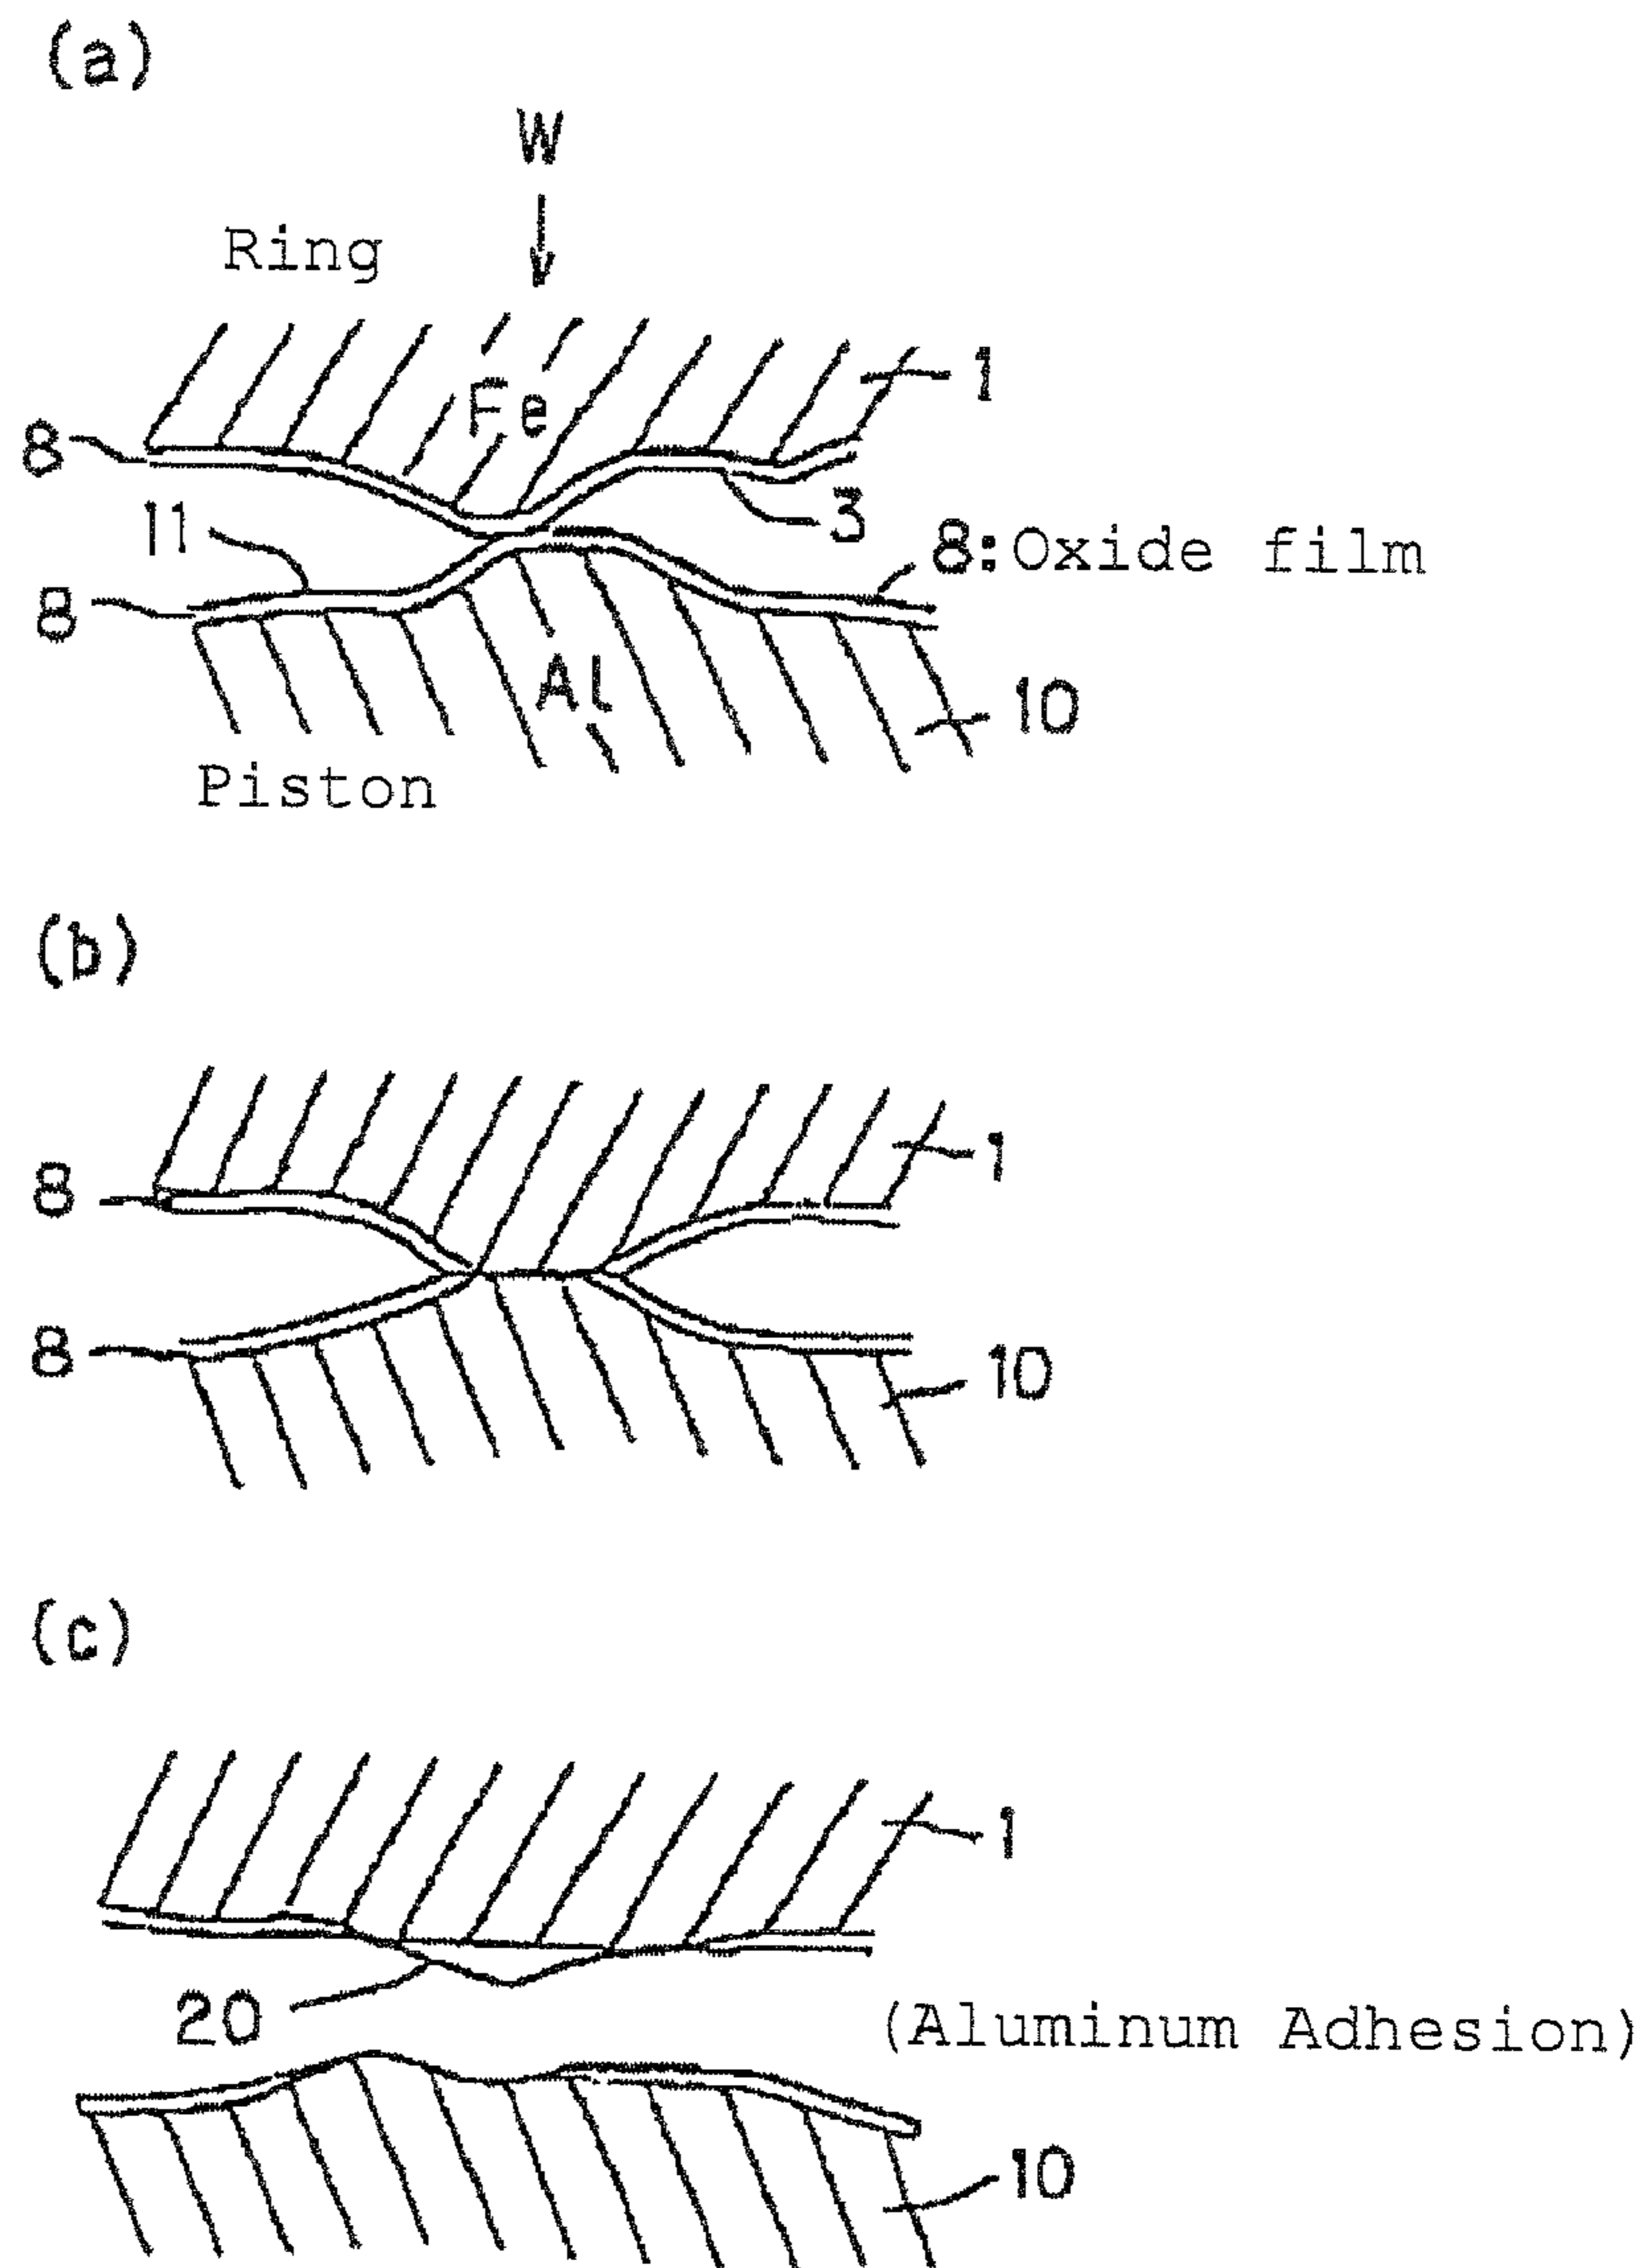 (a)
W
Ring
Fe
1
8
3
11
8:Oxide film
8
Al
10
Piston
(b)
1
8
8
10
(c)
1
20
(Aluminum Adhesion)
10